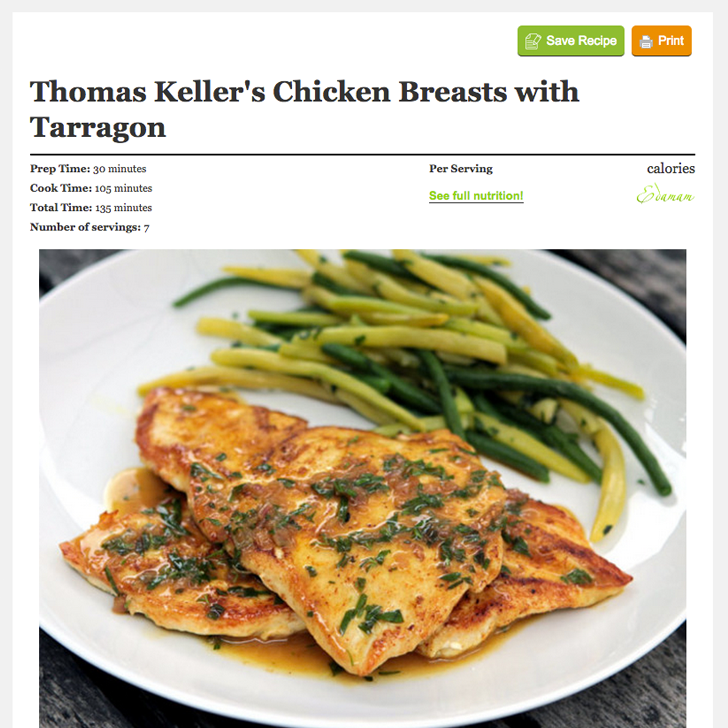 Save Recipe Print
Thomas Keller's Chicken Breasts with
Tarragon
Prep Time: 30 minutes
Cook Time: 105 minutes
Total Time: 135 minutes
Number of servings: 7
Per Serving calories
See full nutrition! Edamam